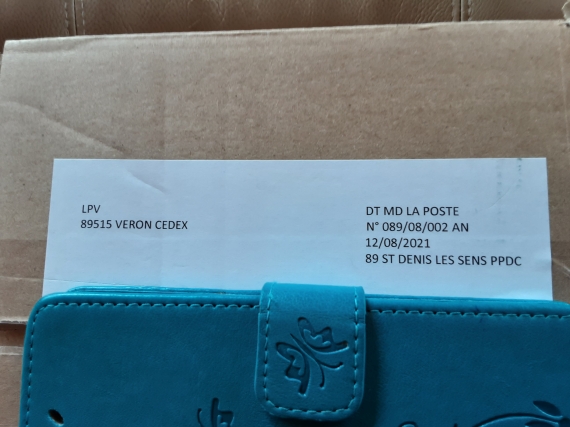 LPV
89515 VERON CEDEX
DT MD LA POSTE
N° 089/08/002 AN
12/08/2021
89 ST DENIS LES SENS PPDC